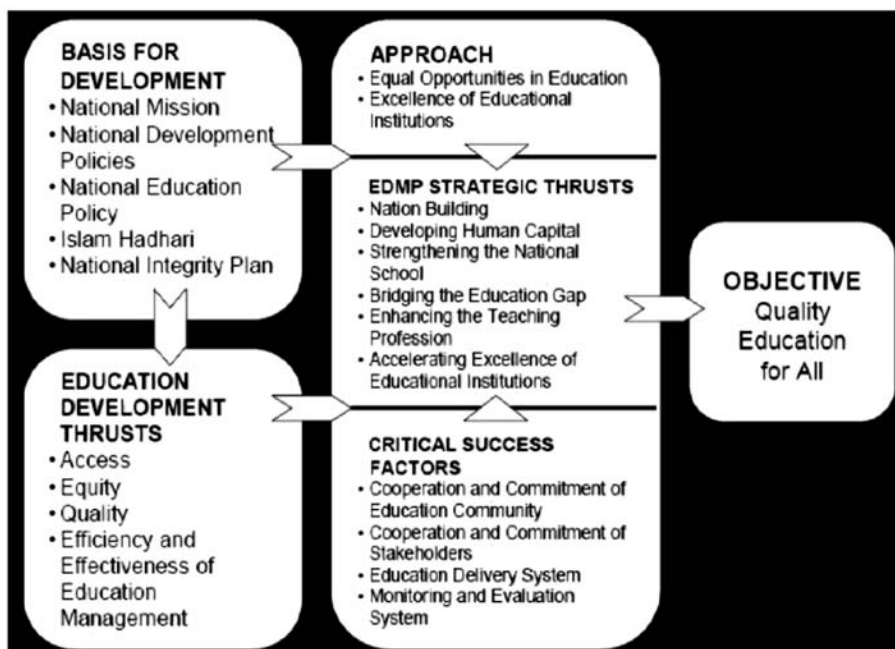 BASIS FOR
DEVELOPMENT
• National Mission
• National Development
Policies
• National Education
Policy
• Islam Hadhari
• National Integrity Plan
EDUCATION
DEVELOPMENT
THRUSTS
• Access
• Equity
• Quality
• Efficiency and
Effectiveness of
Education
Management
APPROACH
• Equal Opportunities in Education
• Excellence of Educational
Institutions
EDMP STRATEGIC THRUSTS
• Nation Building
• Developing Human Capital
• Strengthening the National
School
• Bridging the Education Gap
• Enhancing the Teaching
Profession
• Accelerating Excellence of
Educational Institutions
CRITICAL SUCCESS
FACTORS
• Cooperation and Commitment of
Education Community
• Cooperation and Commitment of
Stakeholders
• Education Delivery System
• Monitoring and Evaluation
System
OBJECTIVE
Quality
Education
for All